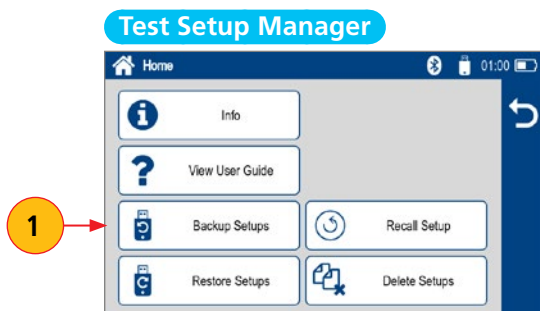 Test Setup Manager
Home 01:00
Info
View User Guide
1
Backup Setups Recall Setup
Restore Setups Delete Setups